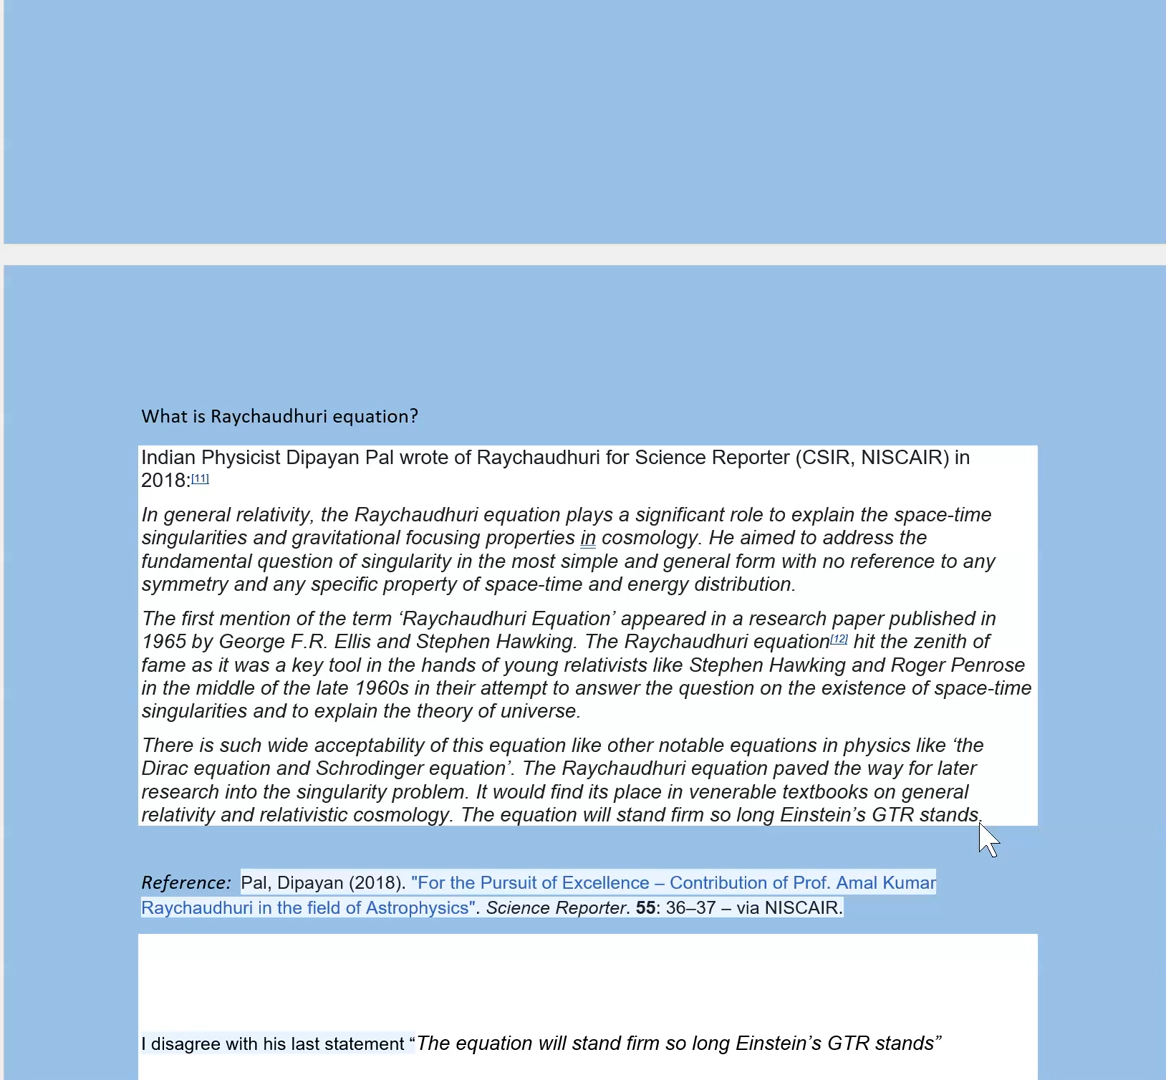 What is Raychaudhuri equation?
Indian Physicist Dipayan Pal wrote of Raychaudhuri for Science Reporter (CSIR, NISCAIR) in
2018:[11]
In general relativity, the Raychaudhuri equation plays a significant role to explain the space-time
singularities and gravitational focusing properties in cosmology. He aimed to address the
fundamental question of singularity in the most simple and general form with no reference to any
symmetry and any specific property of space-time and energy distribution.
The first mention of the term ‘Raychaudhuri Equation’ appeared in a research paper published in
1965 by George F.R. Ellis and Stephen Hawking. The Raychaudhuri equation[12] hit the zenith of
fame as it was a key tool in the hands of young relativists like Stephen Hawking and Roger Penrose
in the middle of the late 1960s in their attempt to answer the question on the existence of space-time
singularities and to explain the theory of universe.
There is such wide acceptability of this equation like other notable equations in physics like ‘the
Dirac equation and Schrodinger equation’. The Raychaudhuri equation paved the way for later
research into the singularity problem. It would find its place in venerable textbooks on general
relativity and relativistic cosmology. The equation will stand firm so long Einstein’s GTR stands.
Reference: Pal, Dipayan (2018). "For the Pursuit of Excellence – Contribution of Prof. Amal Kumar
Raychaudhuri in the field of Astrophysics". Science Reporter. 55: 36–37 – via NISCAIR.
I disagree with his last statement “The equation will stand firm so long Einstein’s GTR stands”